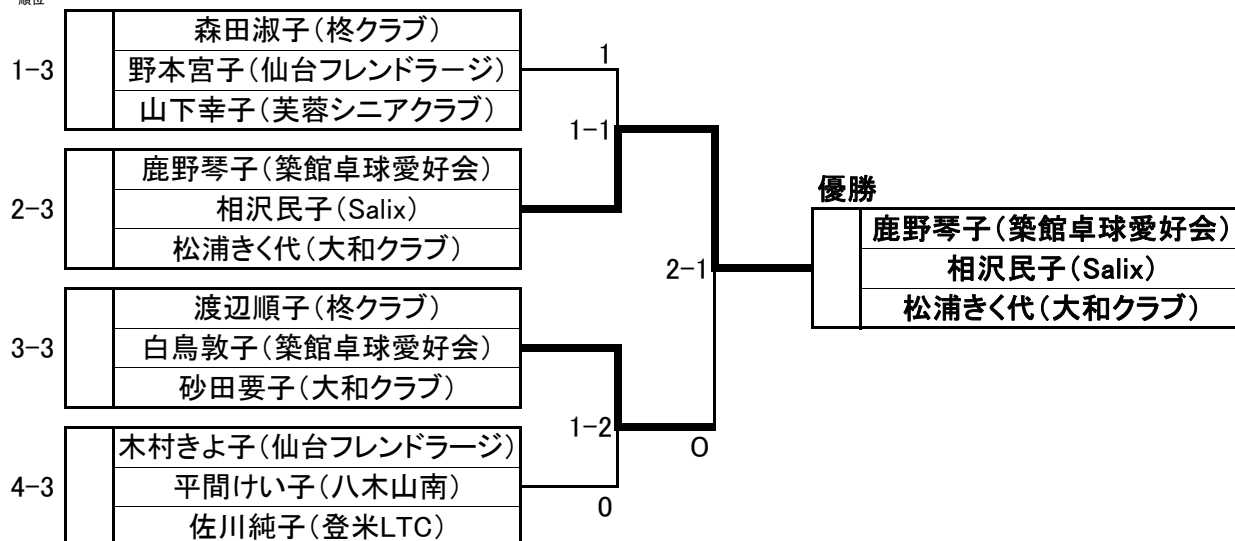 順位
森田淑子(柊クラブ)
1-3
野本宮子(仙台フレンドラージ)
山下幸子(芙蓉シニアクラブ)
1
1-1
鹿野琴子(築館卓球愛好会)
2-3
相沢民子(Salix)
松浦きく代(大和クラブ)
優勝
鹿野琴子(築館卓球愛好会)
2-1
相沢民子(Salix)
松浦きく代(大和クラブ)
渡辺順子(柊クラブ)
3-3
白鳥敦子(築館卓球愛好会)
砂田要子(大和クラブ)
1-2
0
木村きよ子(仙台フレンドラージ)
4-3
平間けい子(八木山南)
佐川純子(登米LTC)
0